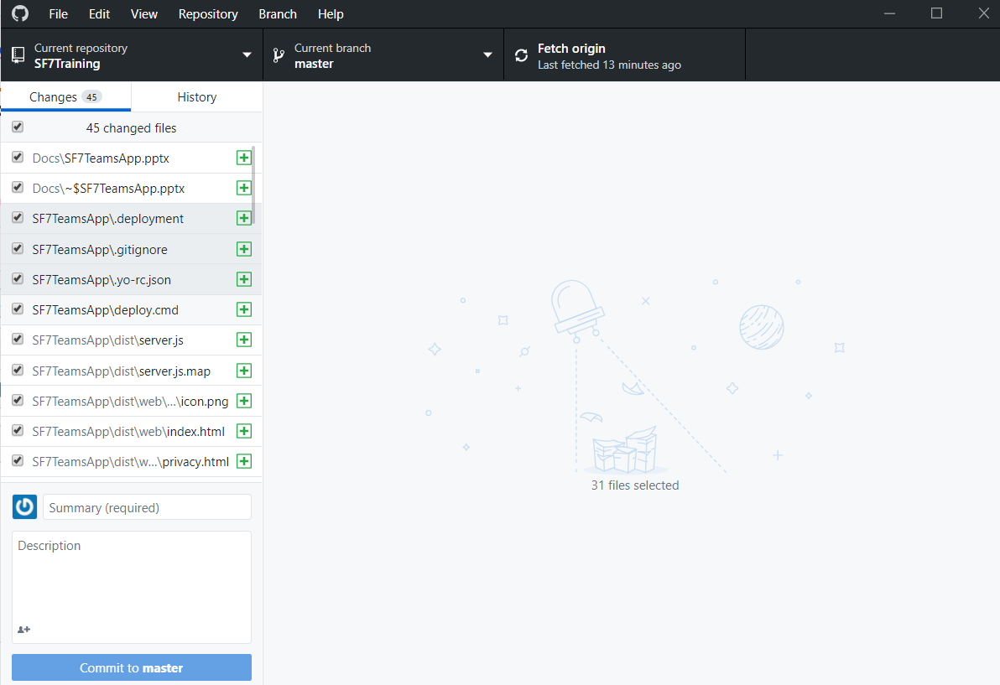 File Edit View Repository Branch Help
Current repository
SF7Training
Current branch
master
Fetch origin
Last fetched 13 minutes ago
Changes 45
History
45 changed files
Docs\SF7TeamsApp.pptx
Docs\~$SF7TeamsApp.pptx
SF7TeamsApp\.deployment
SF7TeamsApp\.gitignore
SF7TeamsApp\.yo-rc.json
SF7TeamsApp\deploy.cmd
SF7TeamsApp\dist\server.js
SF7TeamsApp\dist\server.js.map
SF7TeamsApp\dist\web\...\icon.png
SF7TeamsApp\dist\web\index.html
SF7TeamsApp\dist\w...\privacy.html
31 files selected
Summary (required)
Description
Commit to master